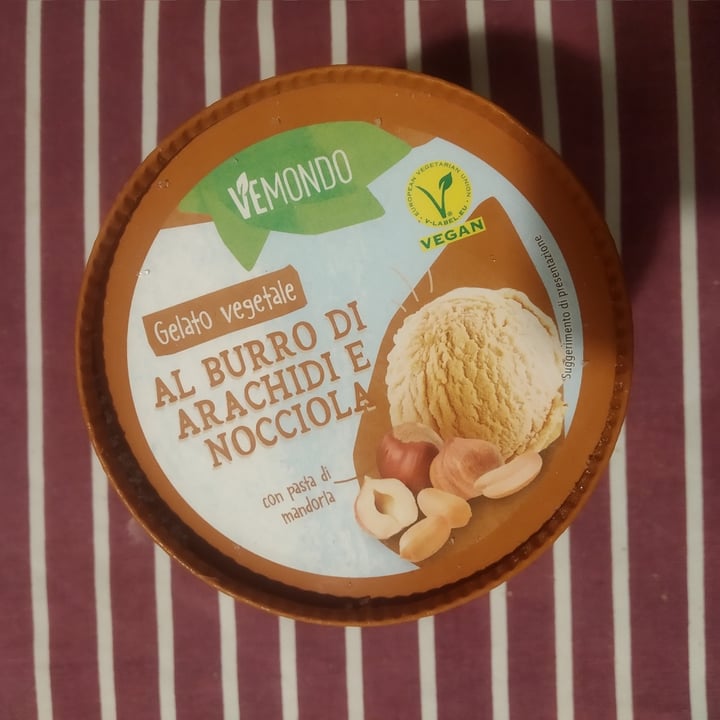 VEMONDO
EUROPEAN VEGETARIAN UNION
V-LABEL.EU
VEGAN
Gelato vegetale
AL BURRO DI
ARACHIDI E
NOCCIOLA
con pasta di
mandorla
Suggerimento di presentazione